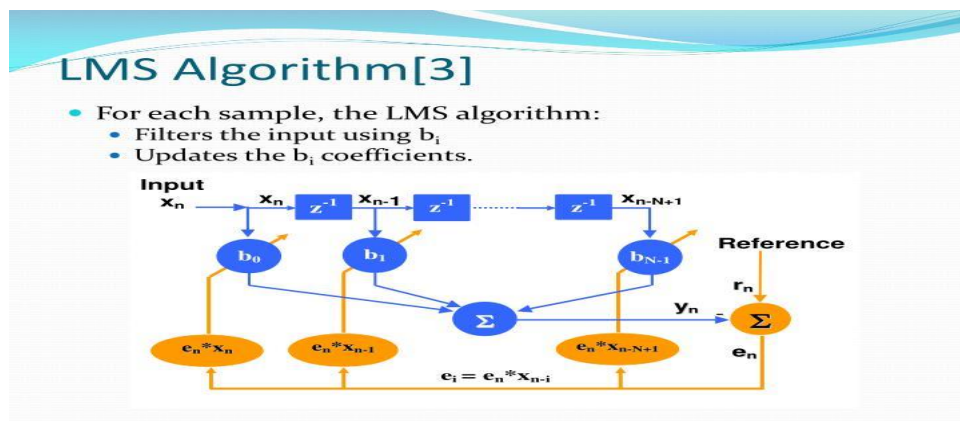 LMS Algorithm[3]
• For each sample, the LMS algorithm:
• Filters the input using bᵢ
• Updates the bᵢ coefficients.
Input
xₙ xₙ z⁻¹ xₙ₋1 z⁻¹ z⁻¹ xₙ₋N+1
b₀ b₁ bN-1 Reference
rₙ
Σ yₙ - Σ
eₙ*xₙ eₙ*xₙ₋₁ eₙ*xₙ₋N+1 eₙ
eᵢ = eₙ*xₙ₋ᵢ